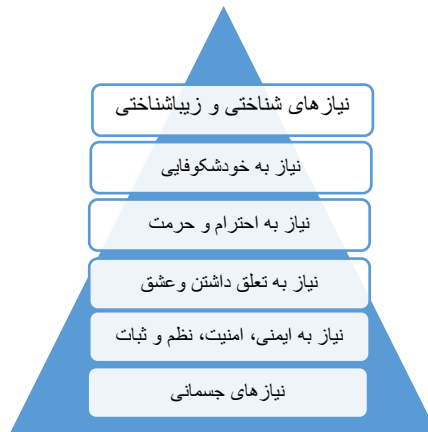 نیازهای شناختی و زیباشناختی
نیاز به خودشکوفایی
نیاز به احترام و حرمت
نیاز به تعلق داشتن وعشق
نیاز به ایمنی، امنیت، نظم و ثبات
نیازهای جسمانی